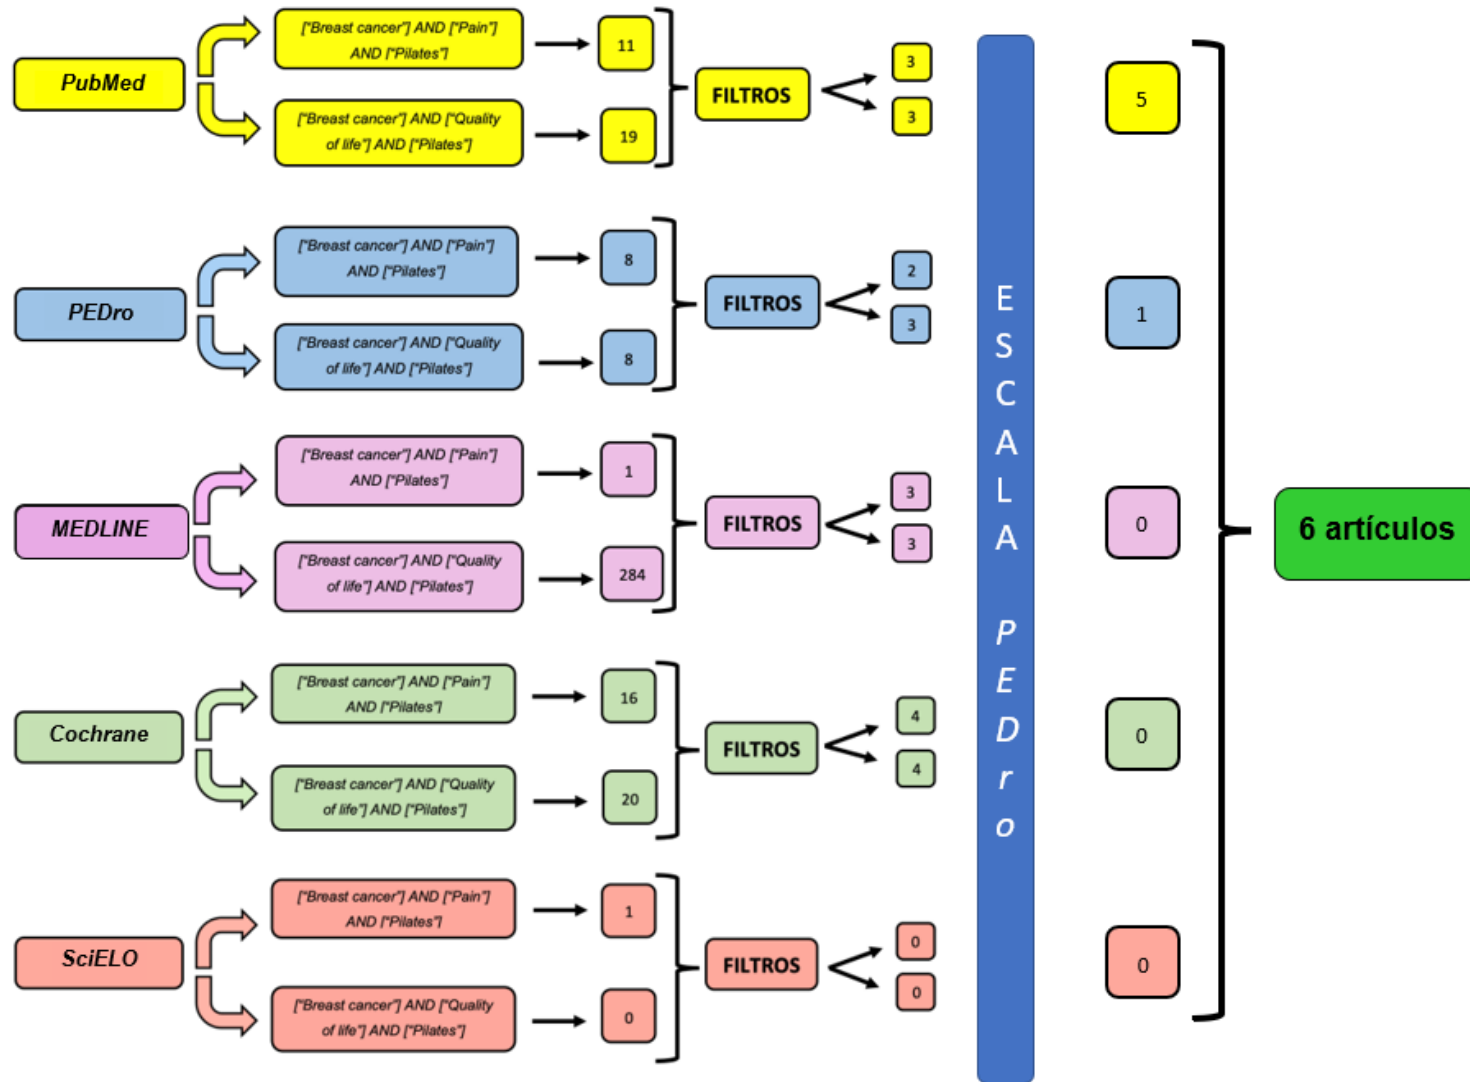 PubMed
["Breast cancer"] AND ["Pain"]
AND ["Pilates"]
11
["Breast cancer"] AND ["Quality
of life"] AND ["Pilates"]
19
FILTROS
3
3
5
PEDro
["Breast cancer"] AND ["Pain"]
AND ["Pilates"]
8
["Breast cancer"] AND ["Quality
of life"] AND ["Pilates"]
8
FILTROS
2
3
1
MEDLINE
["Breast cancer"] AND ["Pain"]
AND ["Pilates"]
1
["Breast cancer"] AND ["Quality
of life"] AND ["Pilates"]
284
FILTROS
3
3
0
Cochrane
["Breast cancer"] AND ["Pain"]
AND ["Pilates"]
16
["Breast cancer"] AND ["Quality
of life"] AND ["Pilates"]
20
FILTROS
4
4
0
SciELO
["Breast cancer"] AND ["Pain"]
AND ["Pilates"]
1
["Breast cancer"] AND ["Quality
of life"] AND ["Pilates"]
0
FILTROS
0
0
0
ESCALA PEDro
6 artículos